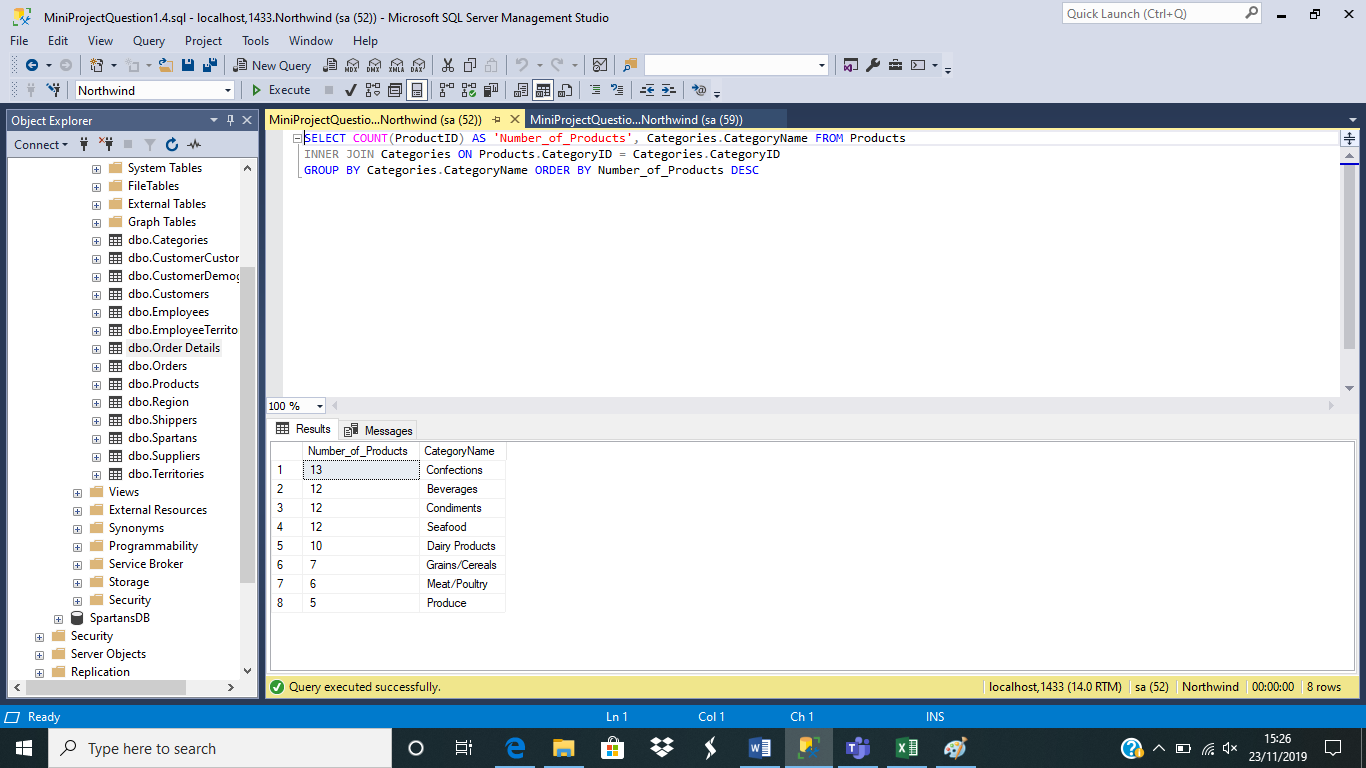 MiniProjectQuestion1.4.sql - localhost,1433.Northwind (sa (52)) - Microsoft SQL Server Management Studio
Quick Launch (Ctrl+Q)
File Edit View Query Project Tools Window Help
New Query MDX DMX XMLA DAX
Northwind Execute
Object Explorer
Connect
System Tables
FileTables
External Tables
Graph Tables
dbo.Categories
dbo.CustomerCustor
dbo.CustomerDemog
dbo.Customers
dbo.Employees
dbo.EmployeeTerrito
dbo.Order Details
dbo.Orders
dbo.Products
dbo.Region
dbo.Shippers
dbo.Spartans
dbo.Suppliers
dbo.Territories
Views
External Resources
Synonyms
Programmability
Service Broker
Storage
Security
SpartansDB
Security
Server Objects
Replication
MiniProjectQuestio...Northwind (sa (52)) MiniProjectQuestio...Northwind (sa (59))
SELECT COUNT(ProductID) AS 'Number_of_Products', Categories.CategoryName FROM Products
INNER JOIN Categories ON Products.CategoryID = Categories.CategoryID
GROUP BY Categories.CategoryName ORDER BY Number_of_Products DESC
100 %
Results Messages
Number_of_Products CategoryName
1 13 Confections
2 12 Beverages
3 12 Condiments
4 12 Seafood
5 10 Dairy Products
6 7 Grains/Cereals
7 6 Meat/Poultry
8 5 Produce
Query executed successfully. localhost,1433 (14.0 RTM) sa (52) Northwind 00:00:00 8 rows
Ready Ln 1 Col 1 Ch 1 INS
Type here to search
15:26
23/11/2019